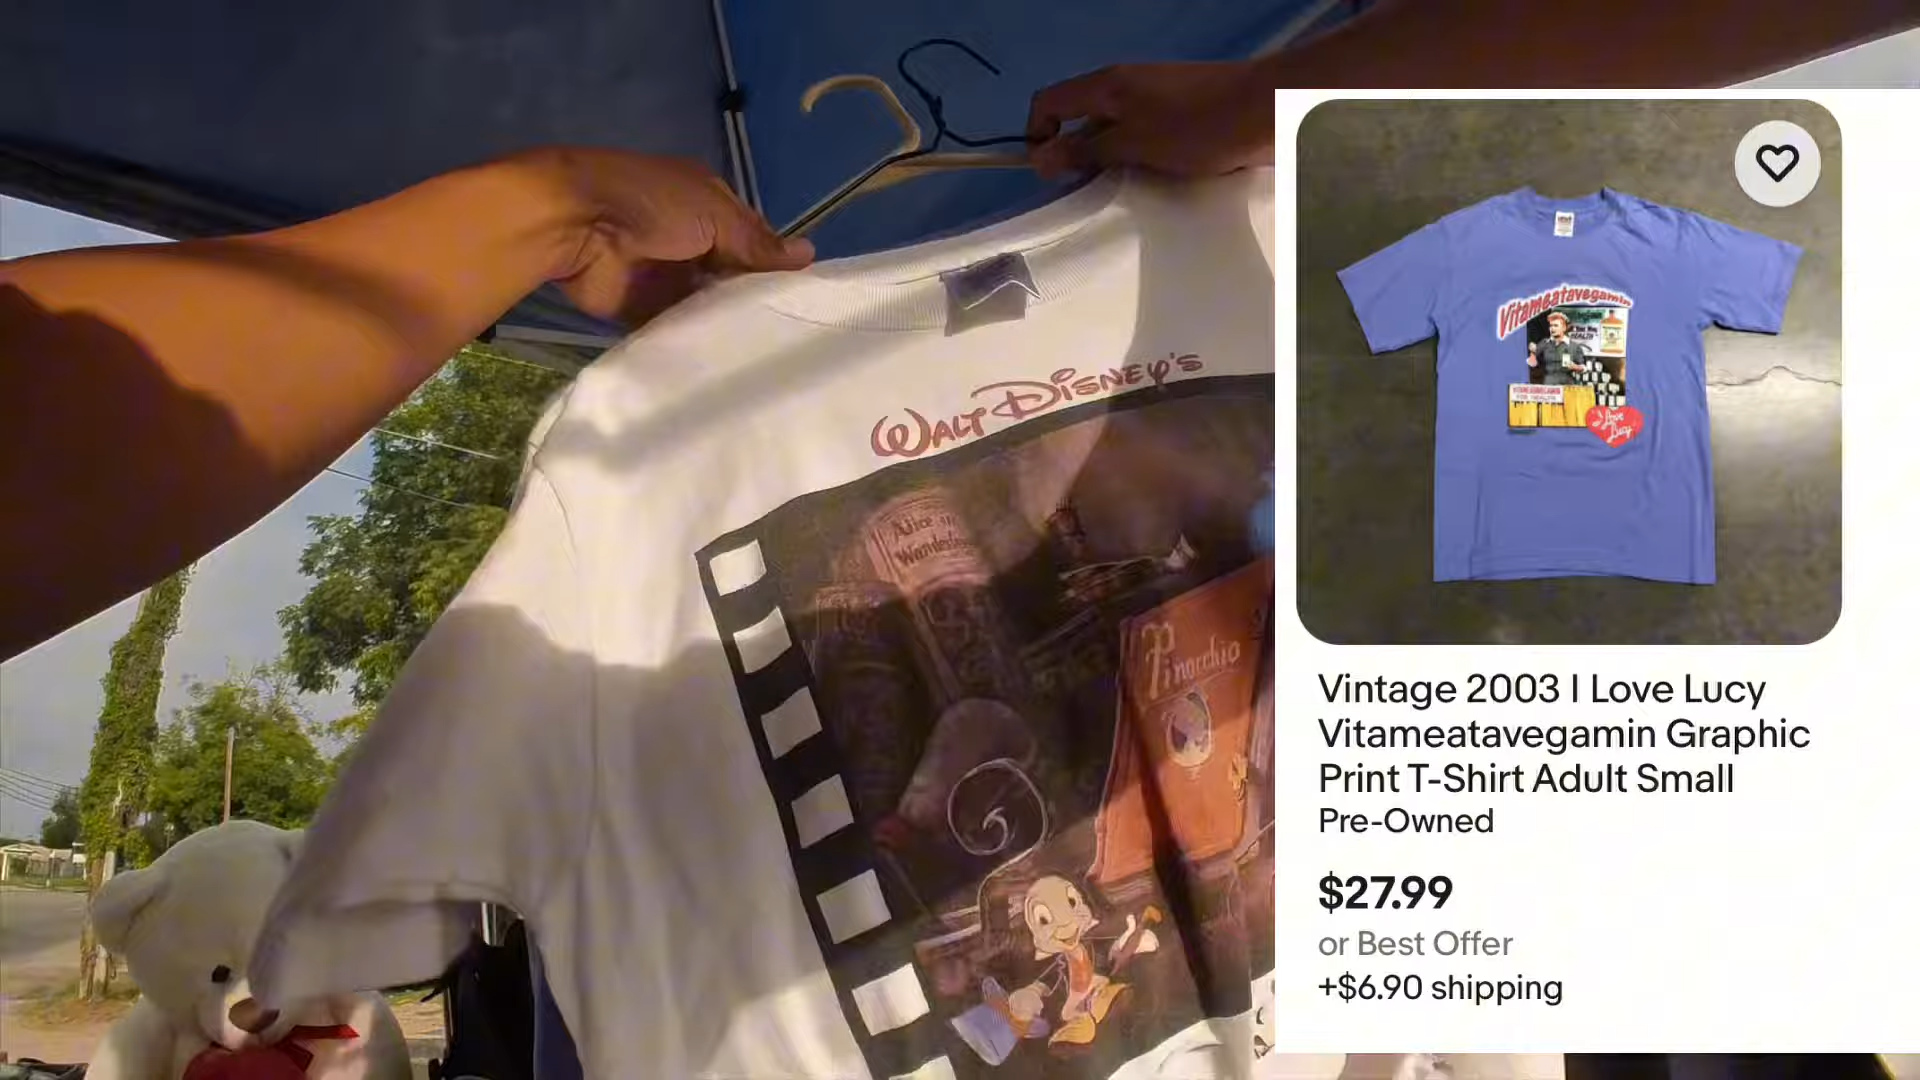 WALT DISNEY'S
Alice in
Wonderland
Pinocchio
Vitameatavegamin
I Love
Lucy
Vintage 2003 I Love Lucy
Vitameatavegamin Graphic
Print T-Shirt Adult Small
Pre-Owned
$27.99
or Best Offer
+$6.90 shipping